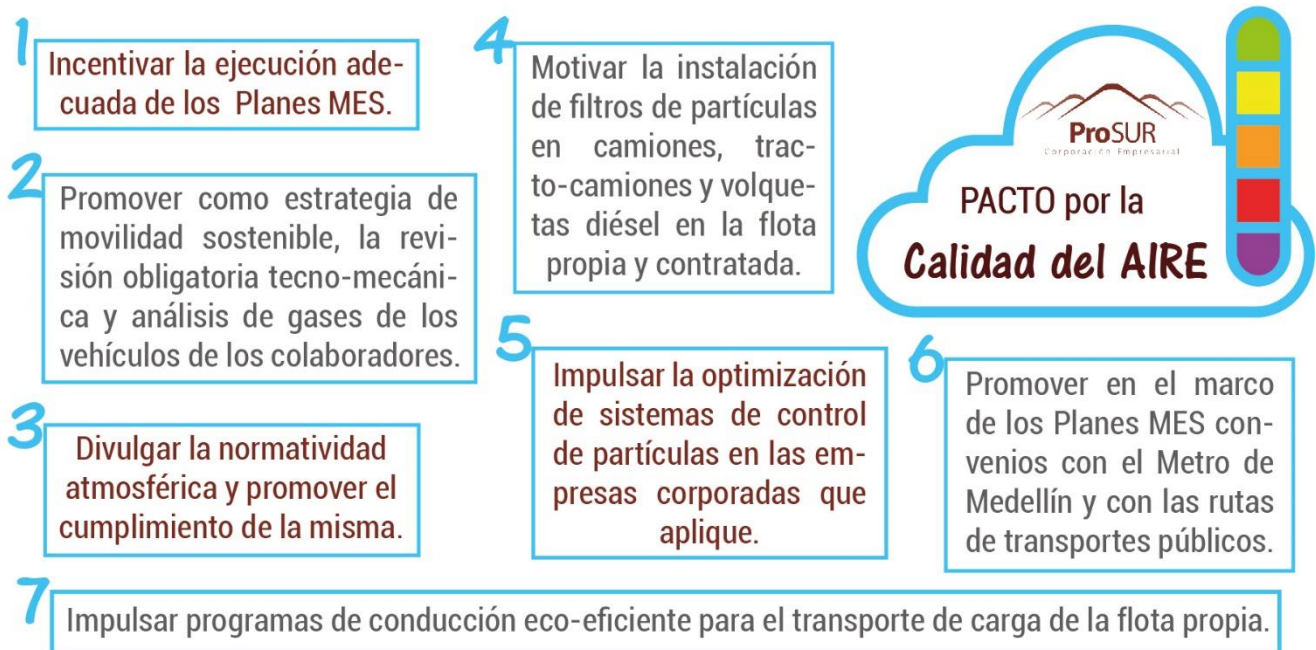 1
Incentivar la ejecución ade-
cuada de los Planes MES.
2
Promover como estrategia de
movilidad sostenible, la revi-
sión obligatoria tecno-mecáni-
ca y análisis de gases de los
vehículos de los colaboradores.
3
Divulgar la normatividad
atmosférica y promover el
cumplimiento de la misma.
4
Motivar la instalación
de filtros de partículas
en camiones, trac-
to-camiones y volque-
tas diésel en la flota
propia y contratada.
5
Impulsar la optimización
de sistemas de control
de partículas en las em-
presas corporadas que
aplique.
ProSUR
Corporación Empresarial
PACTO por la
Calidad del AIRE
6
Promover en el marco
de los Planes MES con-
venios con el Metro de
Medellín y con las rutas
de transportes públicos.
7
Impulsar programas de conducción eco-eficiente para el transporte de carga de la flota propia.